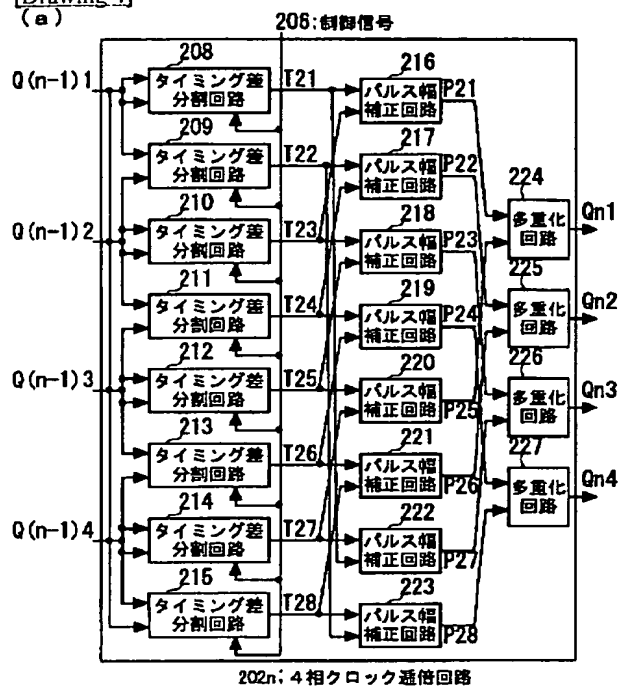 [Drawing 4]
(a)
206;制御信号
208
タイミング差
分割回路
T21
216
パルス幅
補正回路
P21
209
タイミング差
分割回路
T22
217
パルス幅
補正回路
P22
210
タイミング差
分割回路
T23
218
パルス幅
補正回路
P23
211
タイミング差
分割回路
T24
219
パルス幅
補正回路
P24
212
タイミング差
分割回路
T25
220
パルス幅
補正回路
P25
213
タイミング差
分割回路
T26
221
パルス幅
補正回路
P26
214
タイミング差
分割回路
T27
222
パルス幅
補正回路
P27
215
タイミング差
分割回路
T28
223
パルス幅
補正回路
P28
Q(n-1)1
Q(n-1)2
Q(n-1)3
Q(n-1)4
224
多重化
回路
Qn1
225
多重化
回路
Qn2
226
多重化
回路
Qn3
227
多重化
回路
Qn4
202n;4相クロック逓倍回路